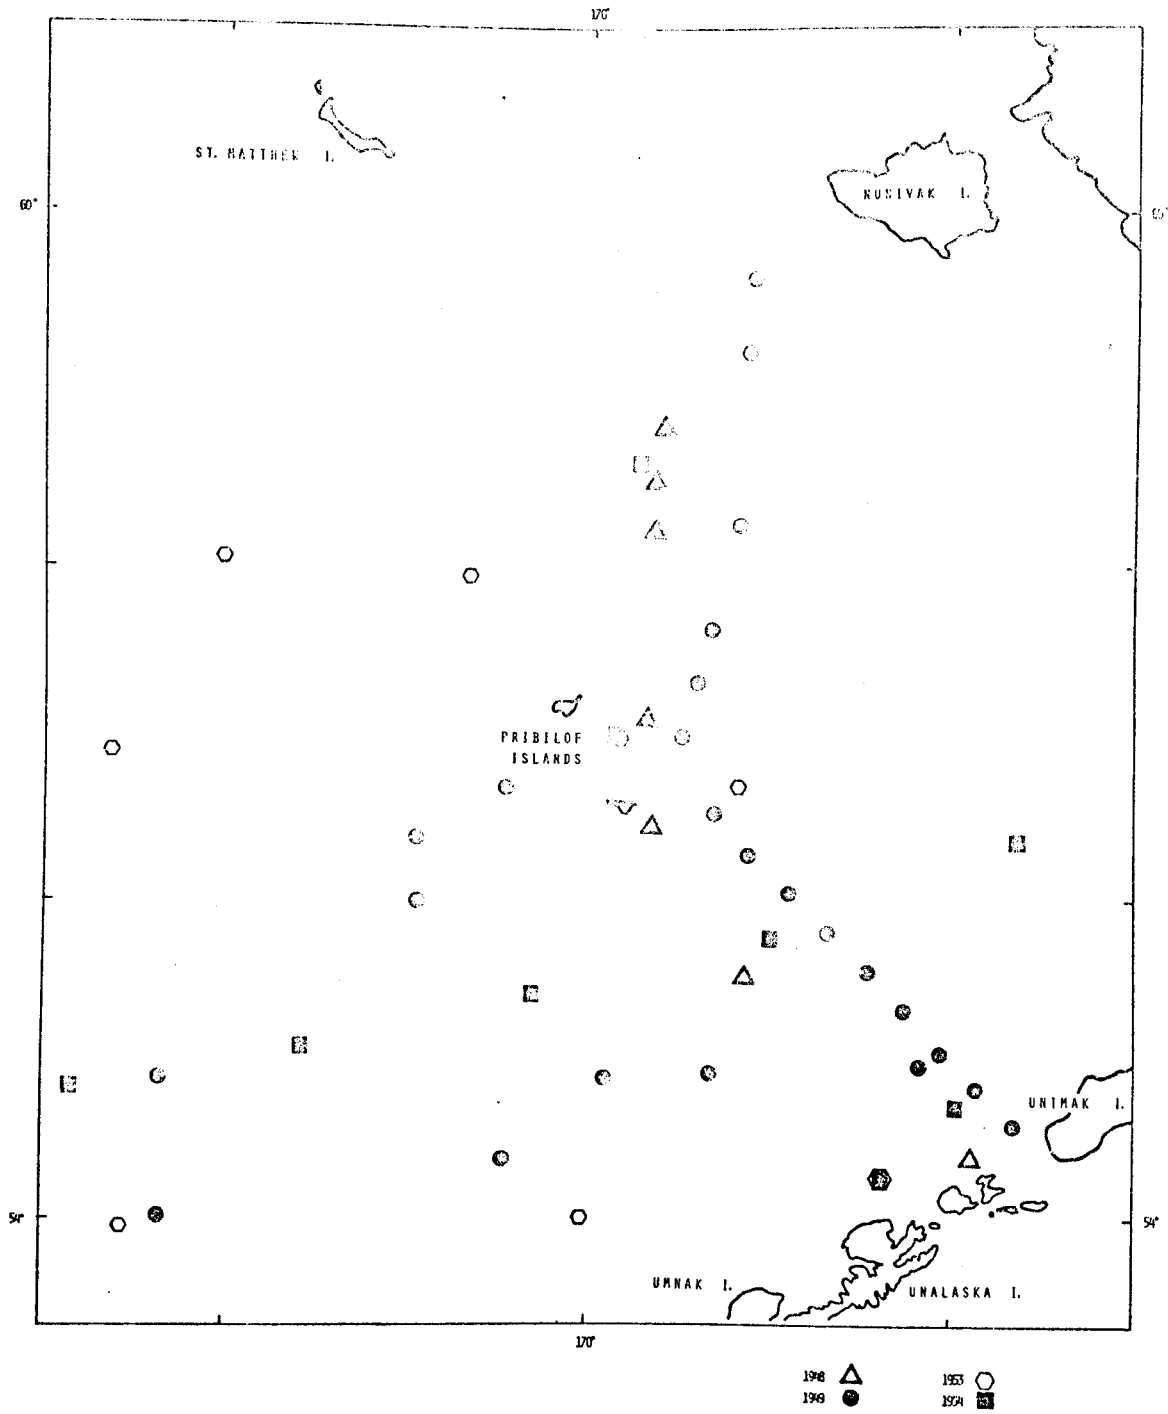 170°
ST. MATTHEW I.
NUNIVAK I.
60°
60°
PRIBILOF
ISLANDS
UNIMAK I.
54°
54°
UMNAK I.
UNALASKA I.
170°
1948
1953
1949
1954